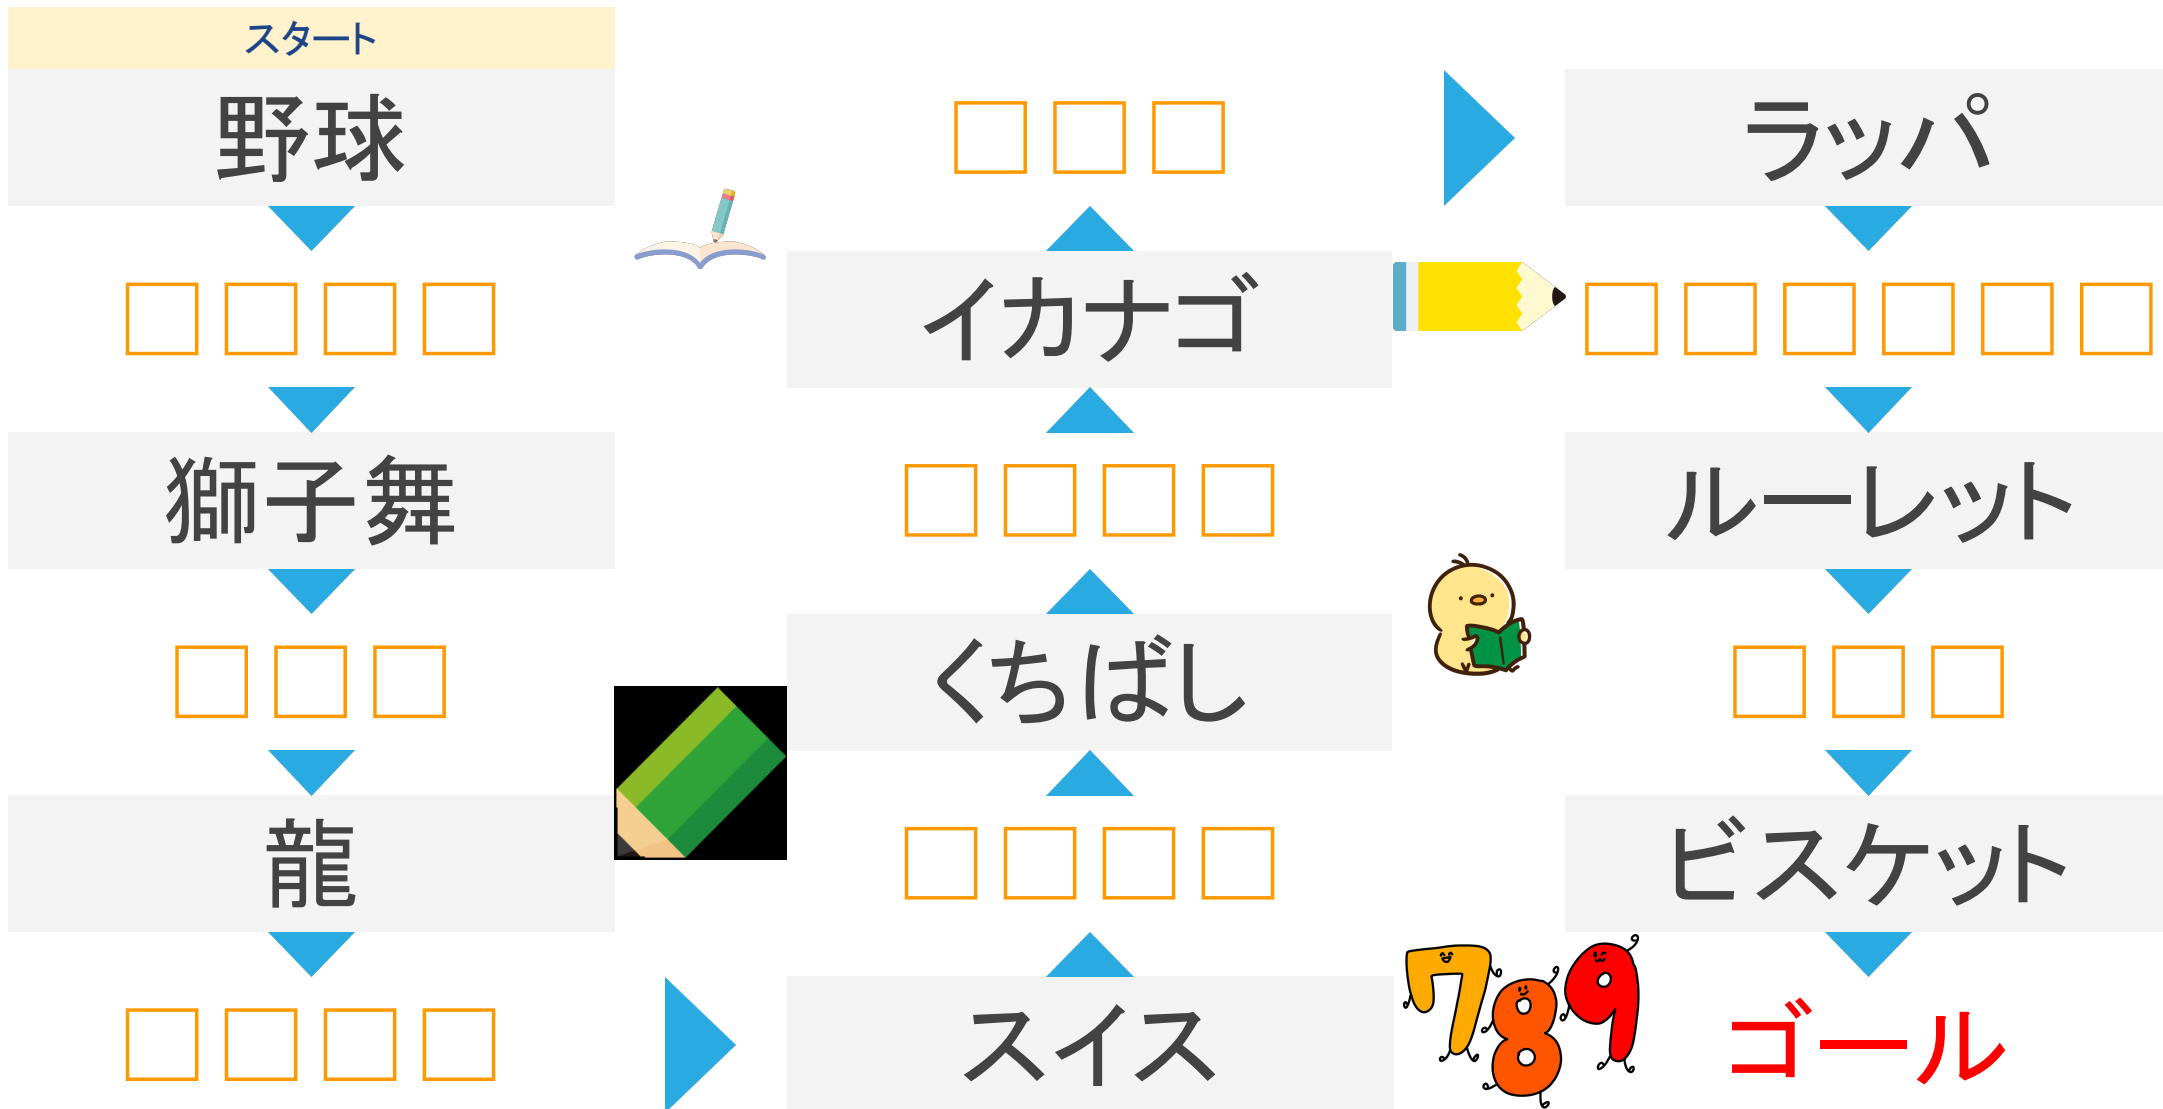 スタート
野球
獅子舞
龍
スイス
くちばし
イカナゴ
ラッパ
ルーレット
ビスケット
789
ゴール